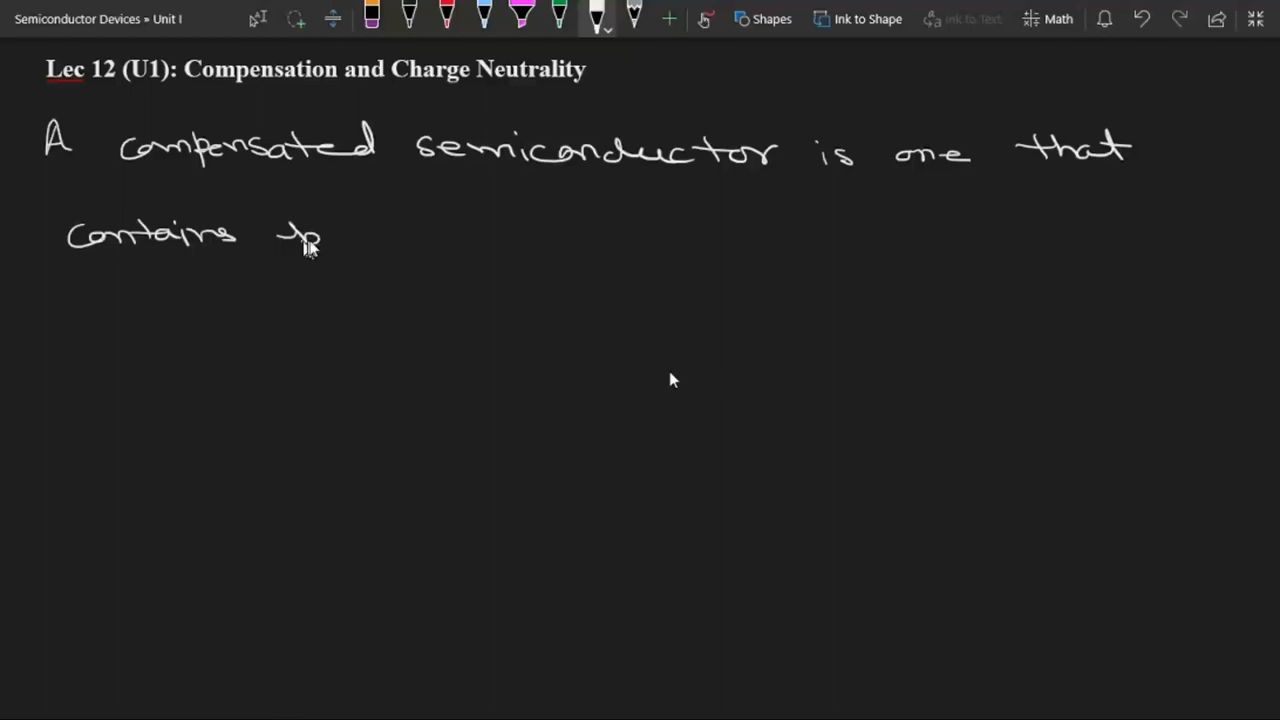 Semiconductor Devices » Unit I
Shapes
Ink to Shape
Ink to Text
Math
Lec 12 (U1): Compensation and Charge Neutrality
A compensated semiconductor is one that
contains